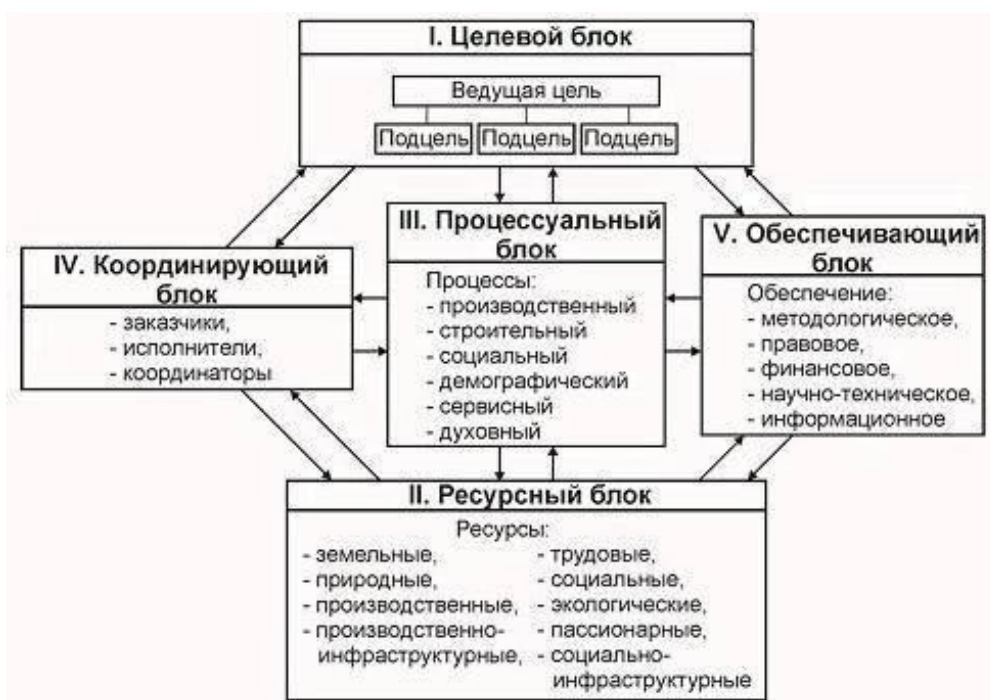 I. Целевой блок
Ведущая цель
Подцель Подцель Подцель
IV. Координирующий
блок
- заказчики,
- исполнители,
- координаторы
III. Процессуальный
блок
Процессы:
- производственный
- строительный
- социальный
- демографический
- сервисный
- духовный
V. Обеспечивающий
блок
Обеспечение:
- методологическое,
- правовое,
- финансовое,
- научно-техническое,
- информационное
II. Ресурсный блок
Ресурсы:
- земельные,
- природные,
- производственные,
- производственно-
инфраструктурные,
- трудовые,
- социальные,
- экологические,
- пассионарные,
- социально-
инфраструктурные